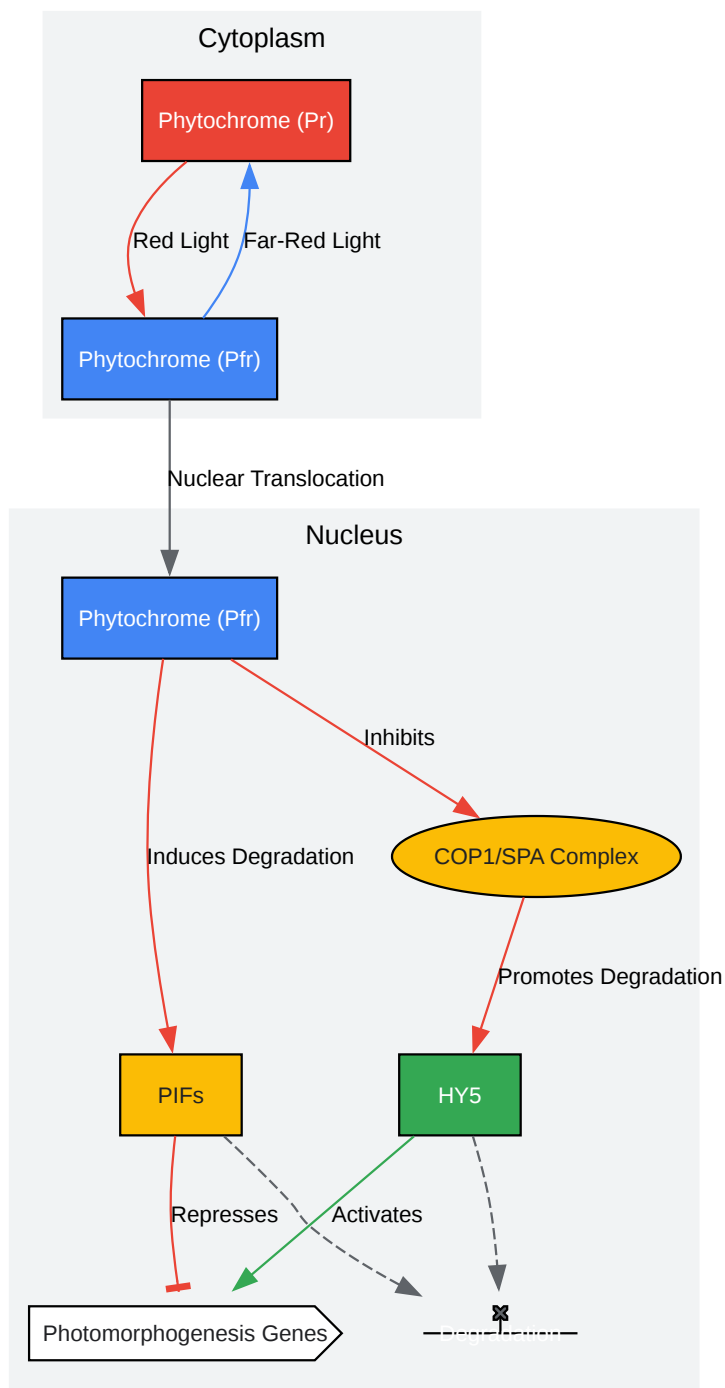 Cytoplasm
Phytochrome (Pr)
Red Light
Far-Red Light
Phytochrome (Pfr)
Nuclear Translocation
Nucleus
Phytochrome (Pfr)
Inhibits
Induces Degradation
COP1/SPA Complex
Promotes Degradation
PIFs
HY5
Represses
Activates
Photomorphogenesis Genes
Degradation